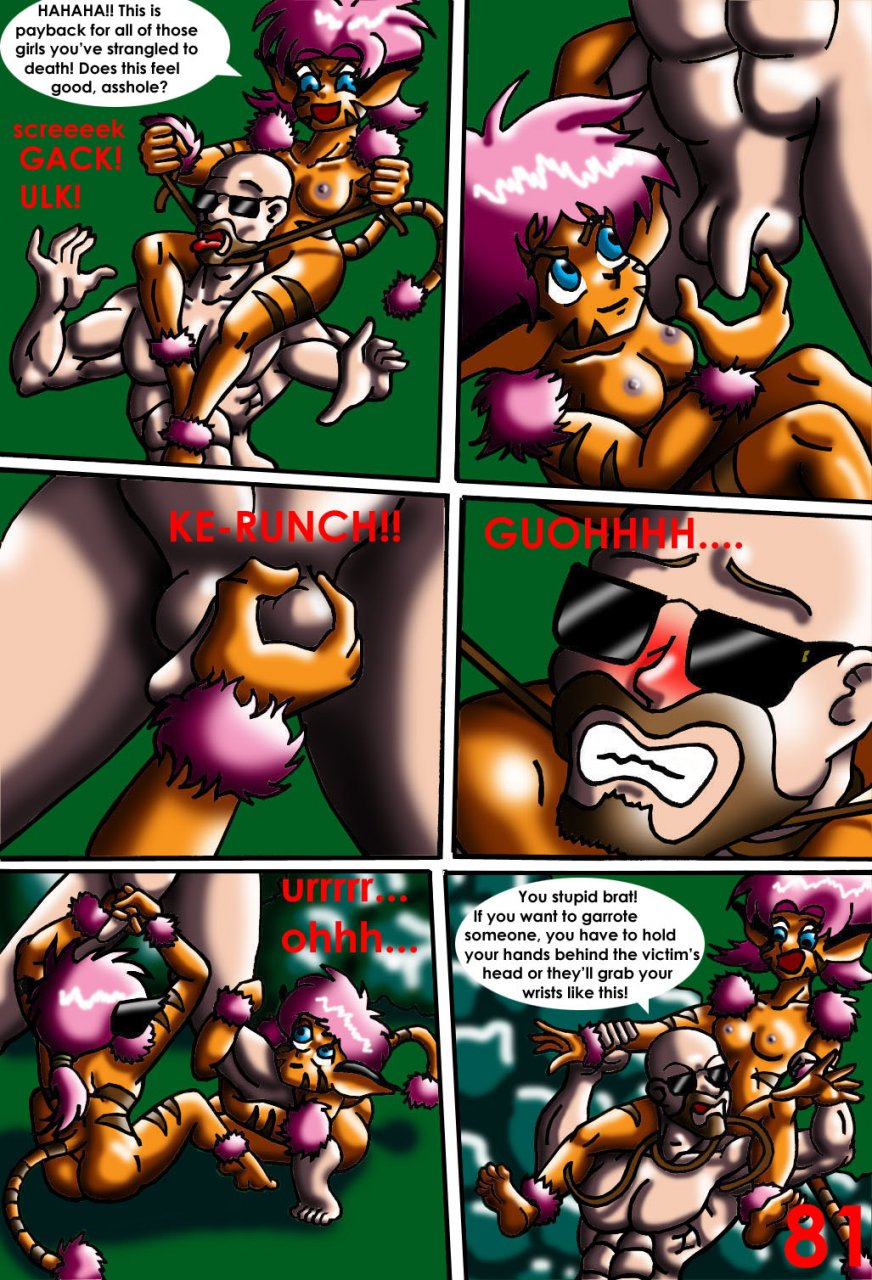 HAHAHA!! This is
payback for all of those
girls you've strangled to
death! Does this feel
good, asshole?
screeeek
GACK!
ULK!
KE-RUNCH!!
GUOHHHH....
urrrrr...
ohhh...
You stupid brat!
If you want to garrote
someone, you have to hold
your hands behind the victim's
head or they'll grab your
wrists like this!
81